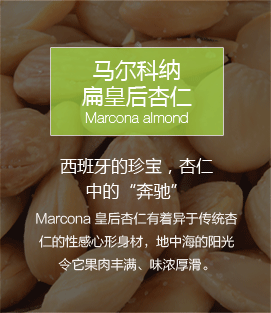 马尔科纳
扁皇后杏仁
Marcona almond
西班牙的珍宝，杏仁
中的“奔驰”
Marcona 皇后杏仁有着异于传统杏
仁的性感心形身材，地中海的阳光
令它果肉丰满、味浓厚滑。